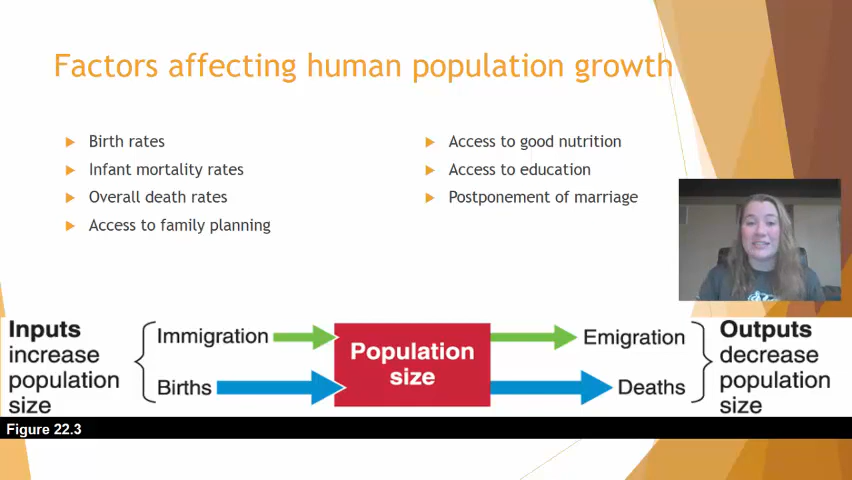 Factors affecting human population growth
Birth rates
Infant mortality rates
Overall death rates
Access to family planning
Access to good nutrition
Access to education
Postponement of marriage
Inputs
increase
population
size
Immigration
Births
Population
size
Emigration
Deaths
Outputs
decrease
population
size
Figure 22.3